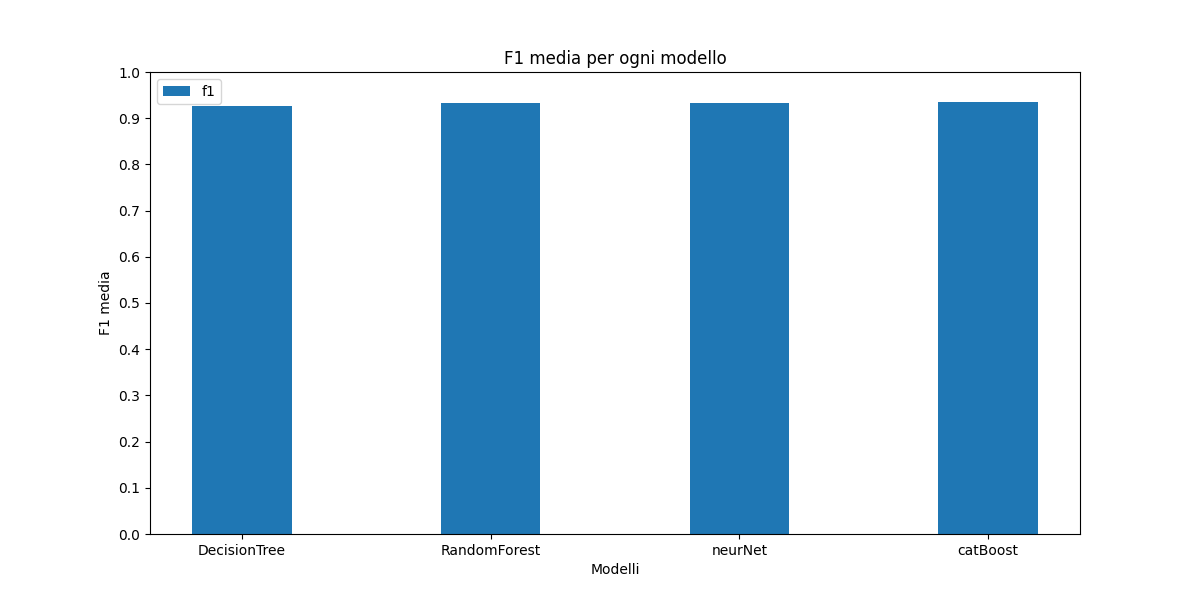 F1 media per ogni modello
f1
F1 media
1.0
0.9
0.8
0.7
0.6
0.5
0.4
0.3
0.2
0.1
0.0
DecisionTree RandomForest neurNet catBoost
Modelli